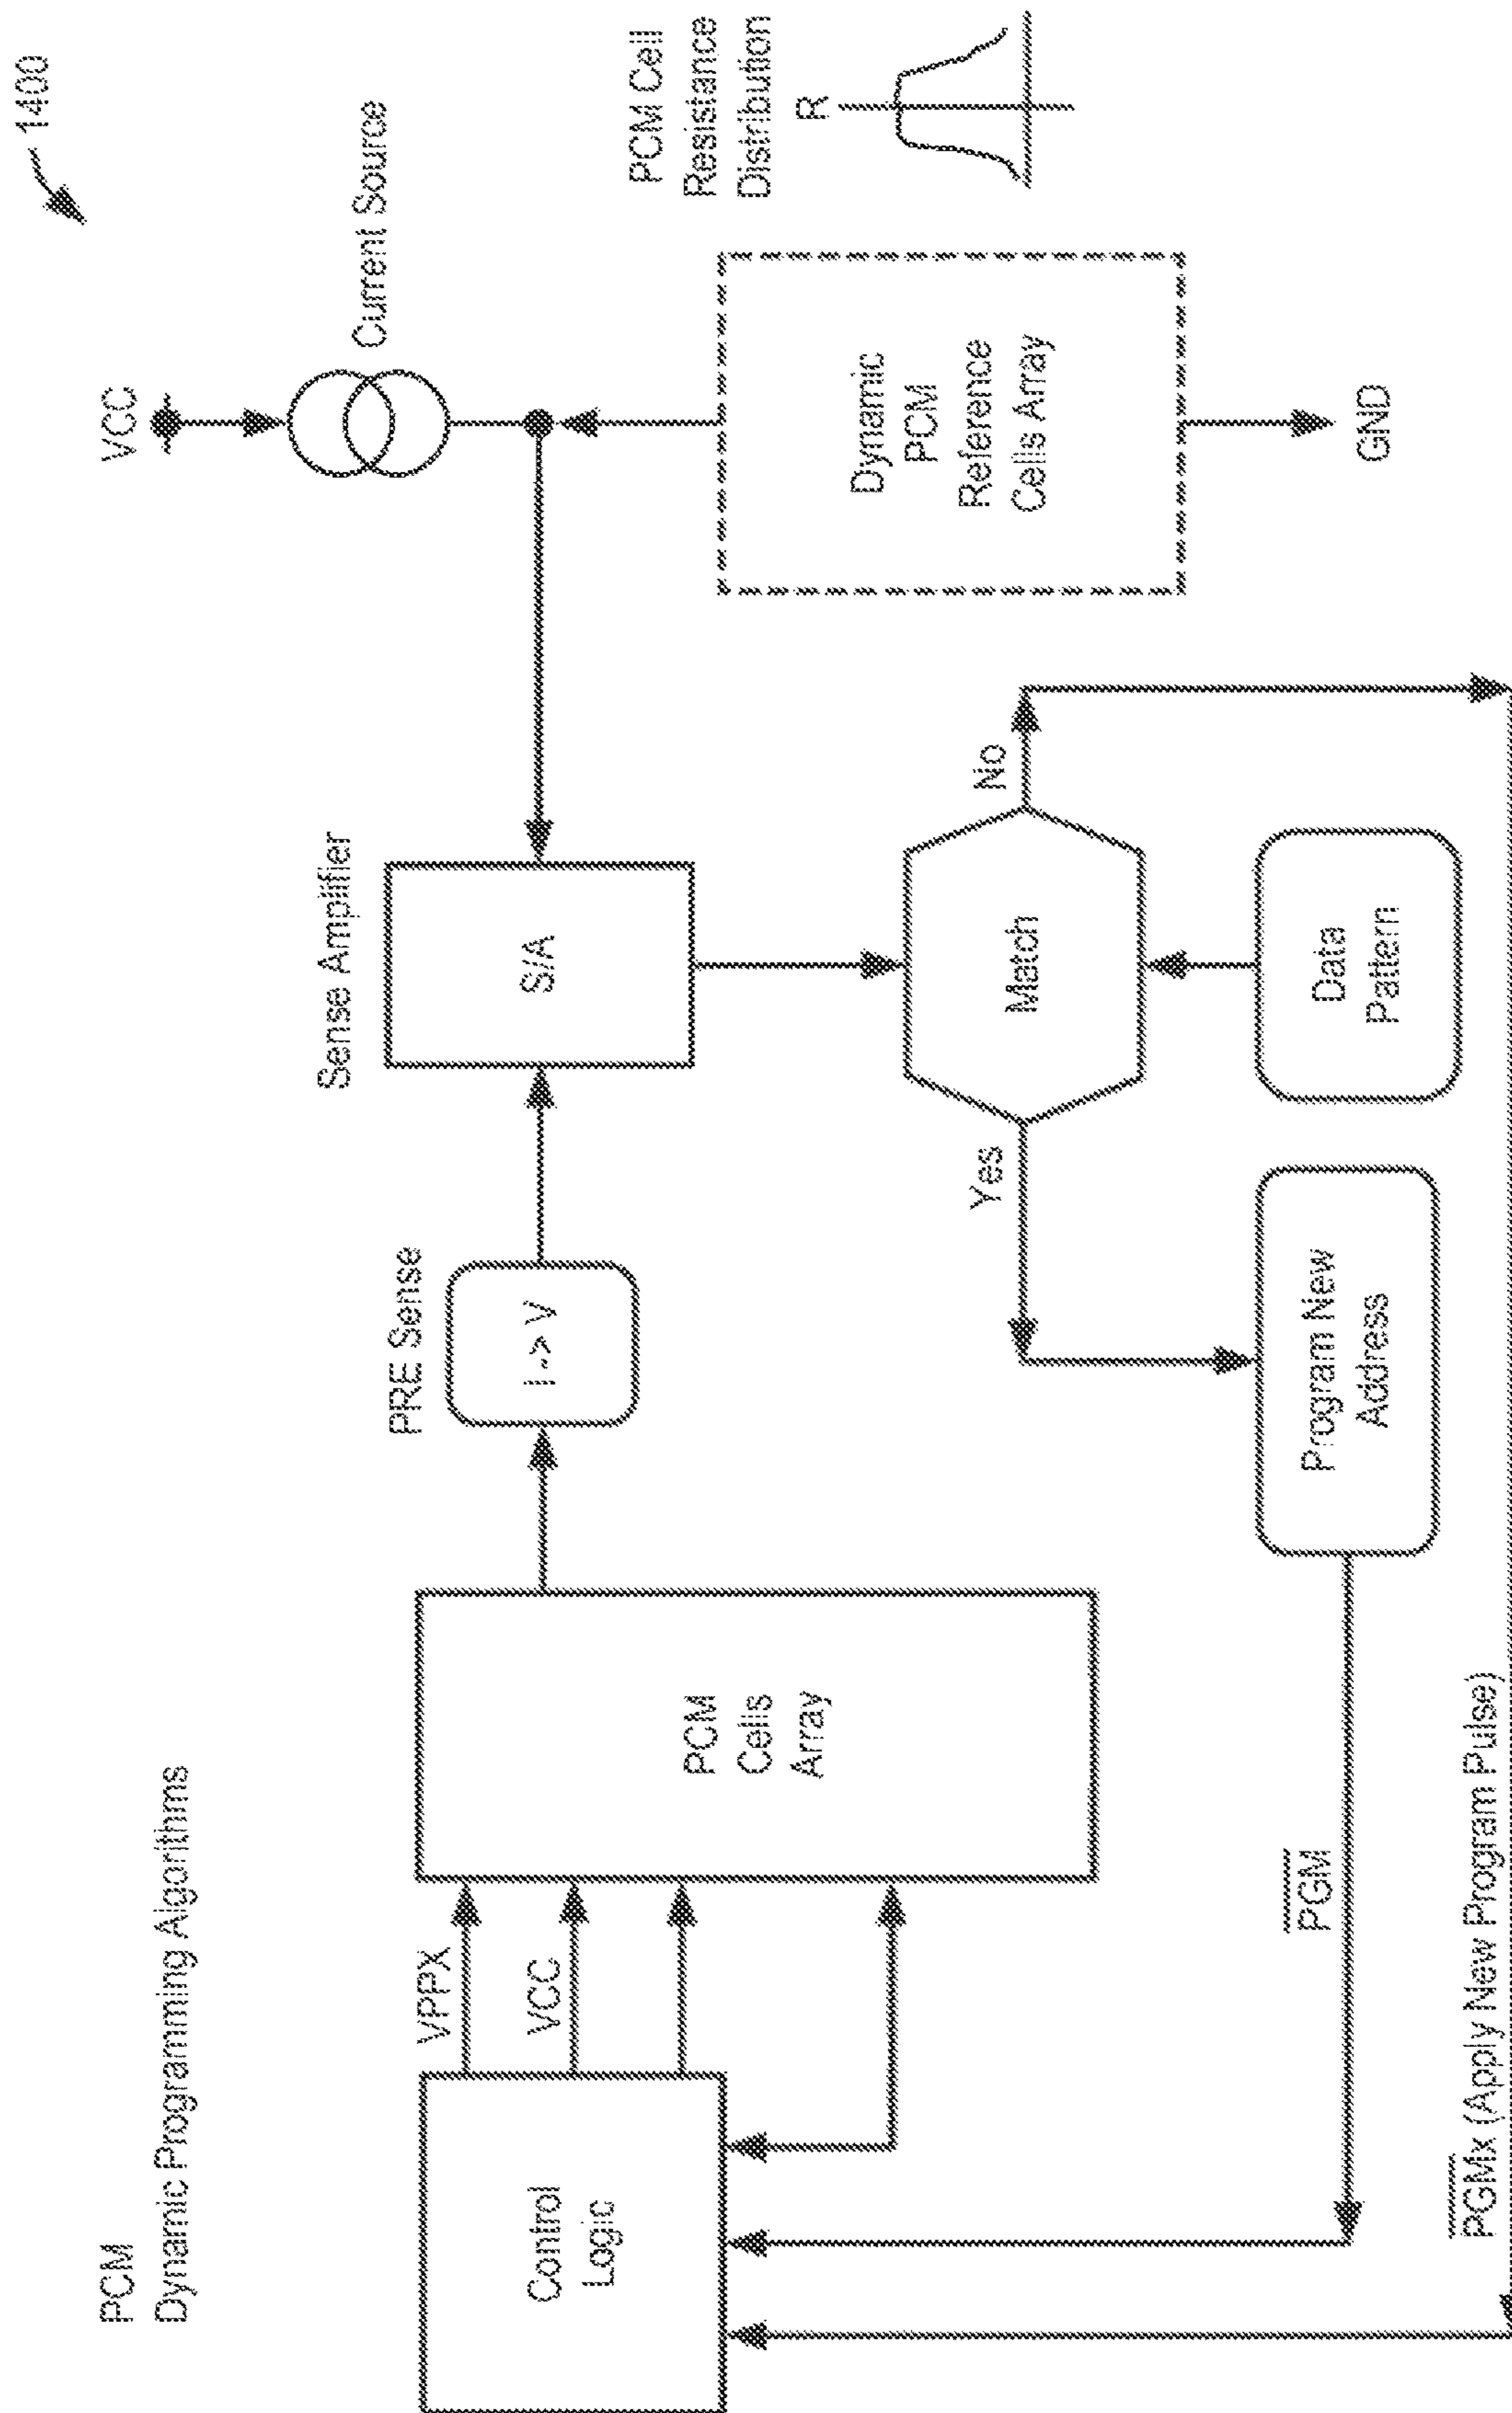 1400
PCM
Dynamic Programming Algorithms
VCC
Current Source
Sense Amplifier
PRE Sense
Control
Logic
VPPX
VCC
PCM
Cells
Array
I -> V
S/A
PCM Cell
Resistance
Distribution
R
Dynamic
PCM
Reference
Cells Array
GND
Yes
Match
No
Program New
Address
Data
Pattern
PGM
PGMx (Apply New Program Pulse)